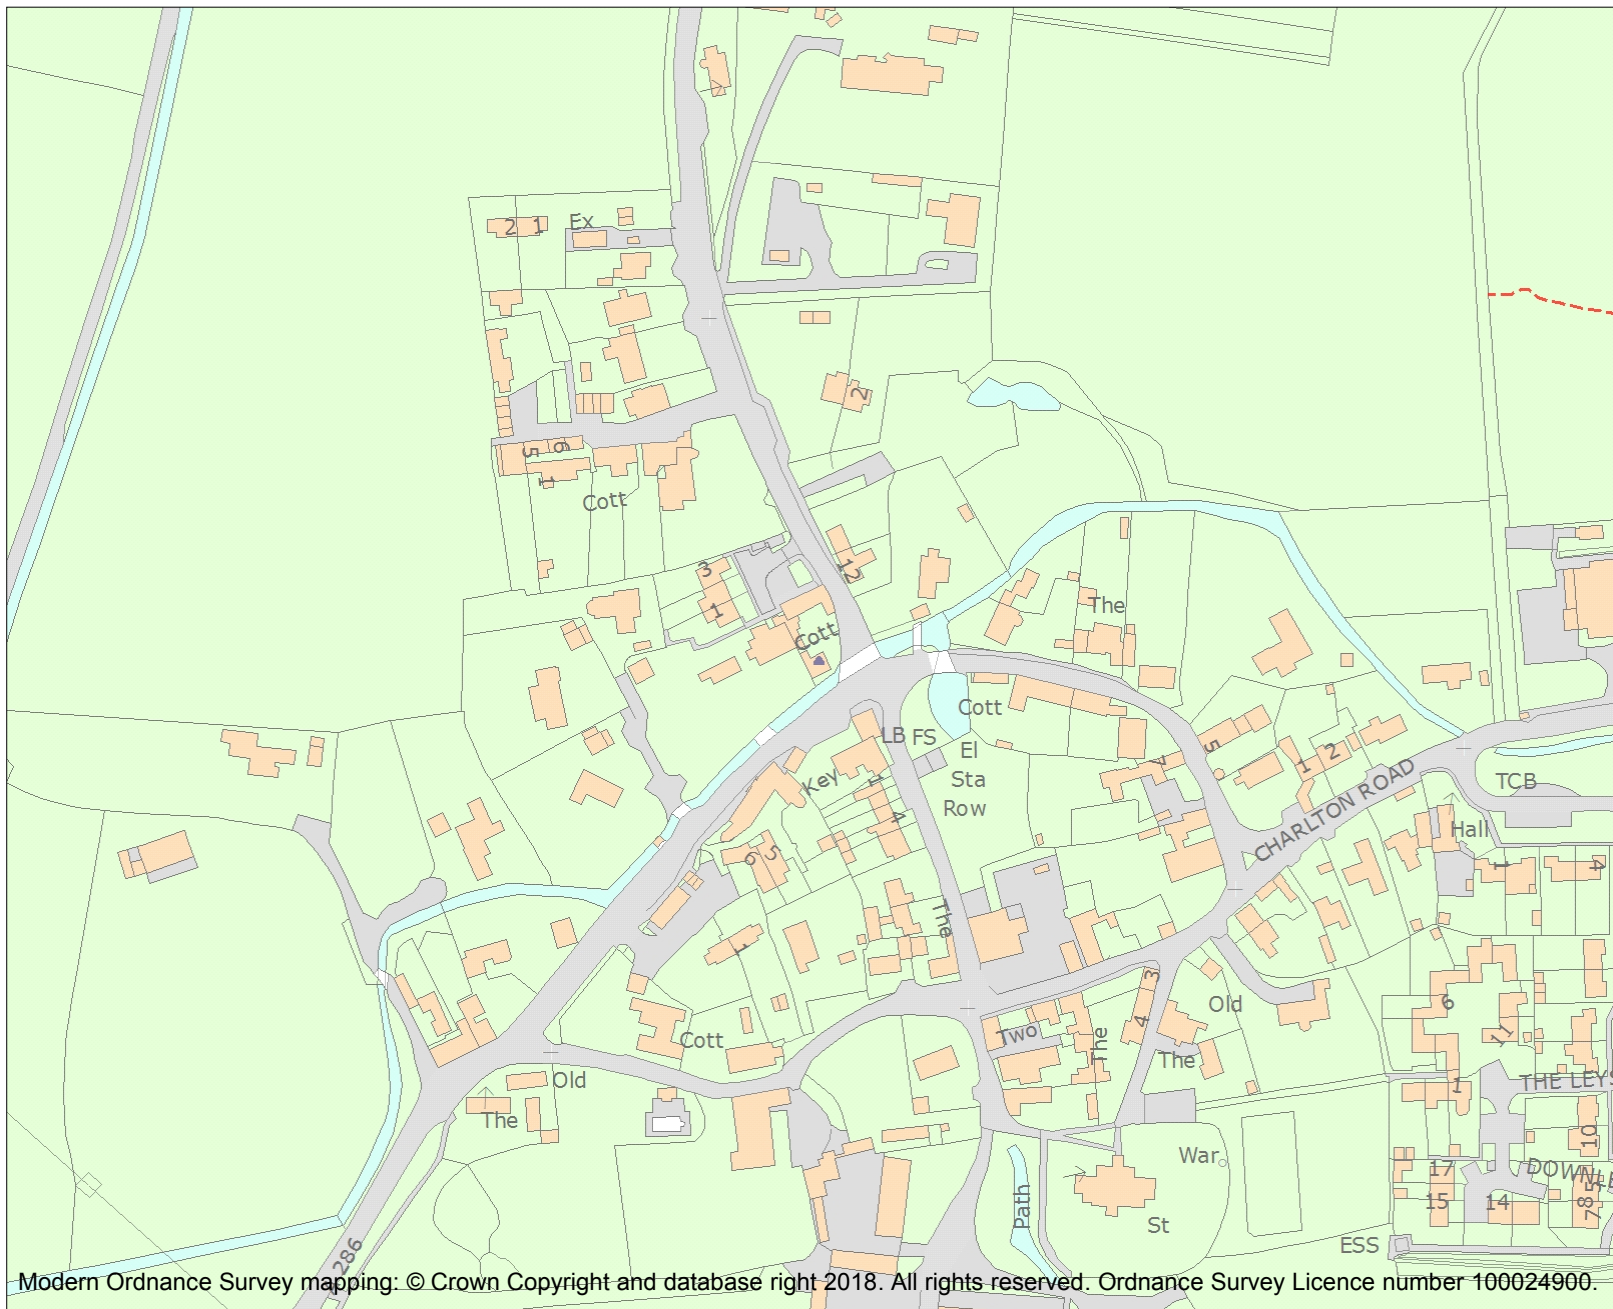 2 1 Ex
2
5 6
1
Cott
3
12
1
The
Cott
Cott
LB FS
El
Sta
Row
Key
1
4
5
7
1 2
CHARLTON ROAD
TCB
Hall
1
4
6 5
The
1
3
Old
6
11
Two
4
The
Cott
The
Old
The
THE LEYS
1
10
War
17
15
14
Path
St
ESS
286
Modern Ordnance Survey mapping: © Crown Copyright and database right 2018. All rights reserved. Ordnance Survey Licence number 100024900.